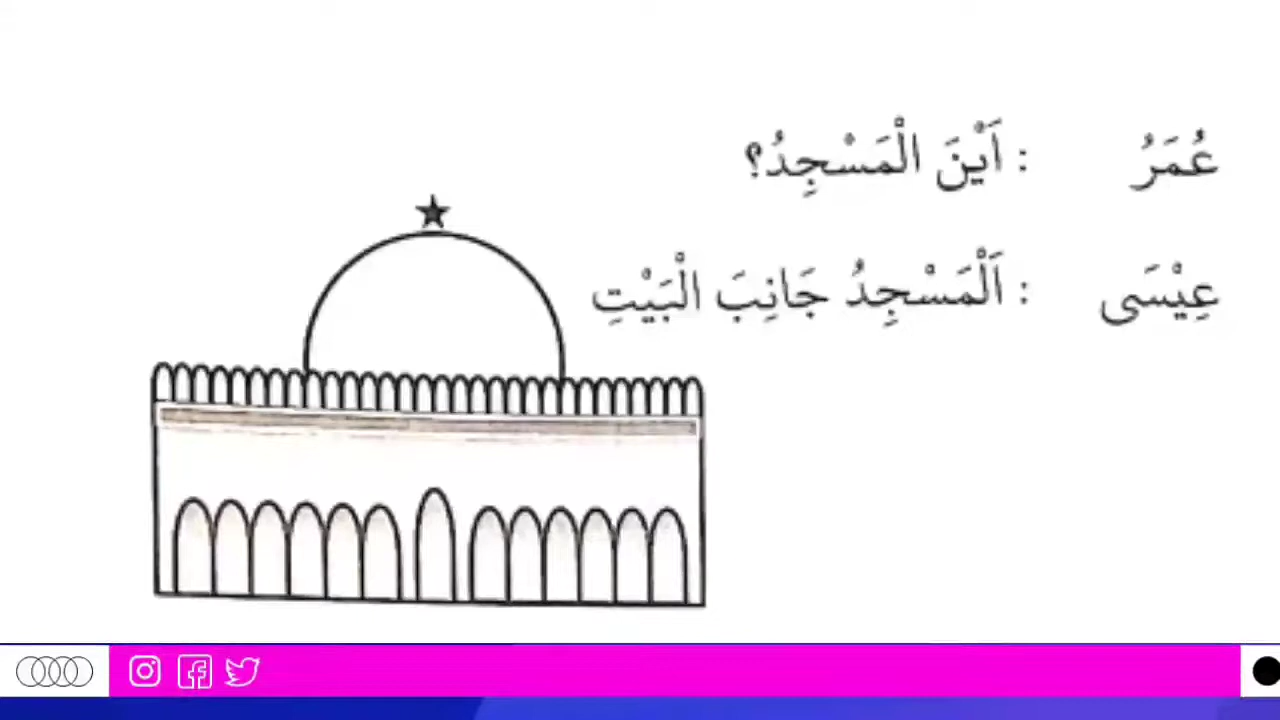 عُمَرُ : اَيْنَ الْمَسْجِدُ؟
عِيْسَى : اَلْمَسْجِدُ جَانِبَ الْبَيْتِ